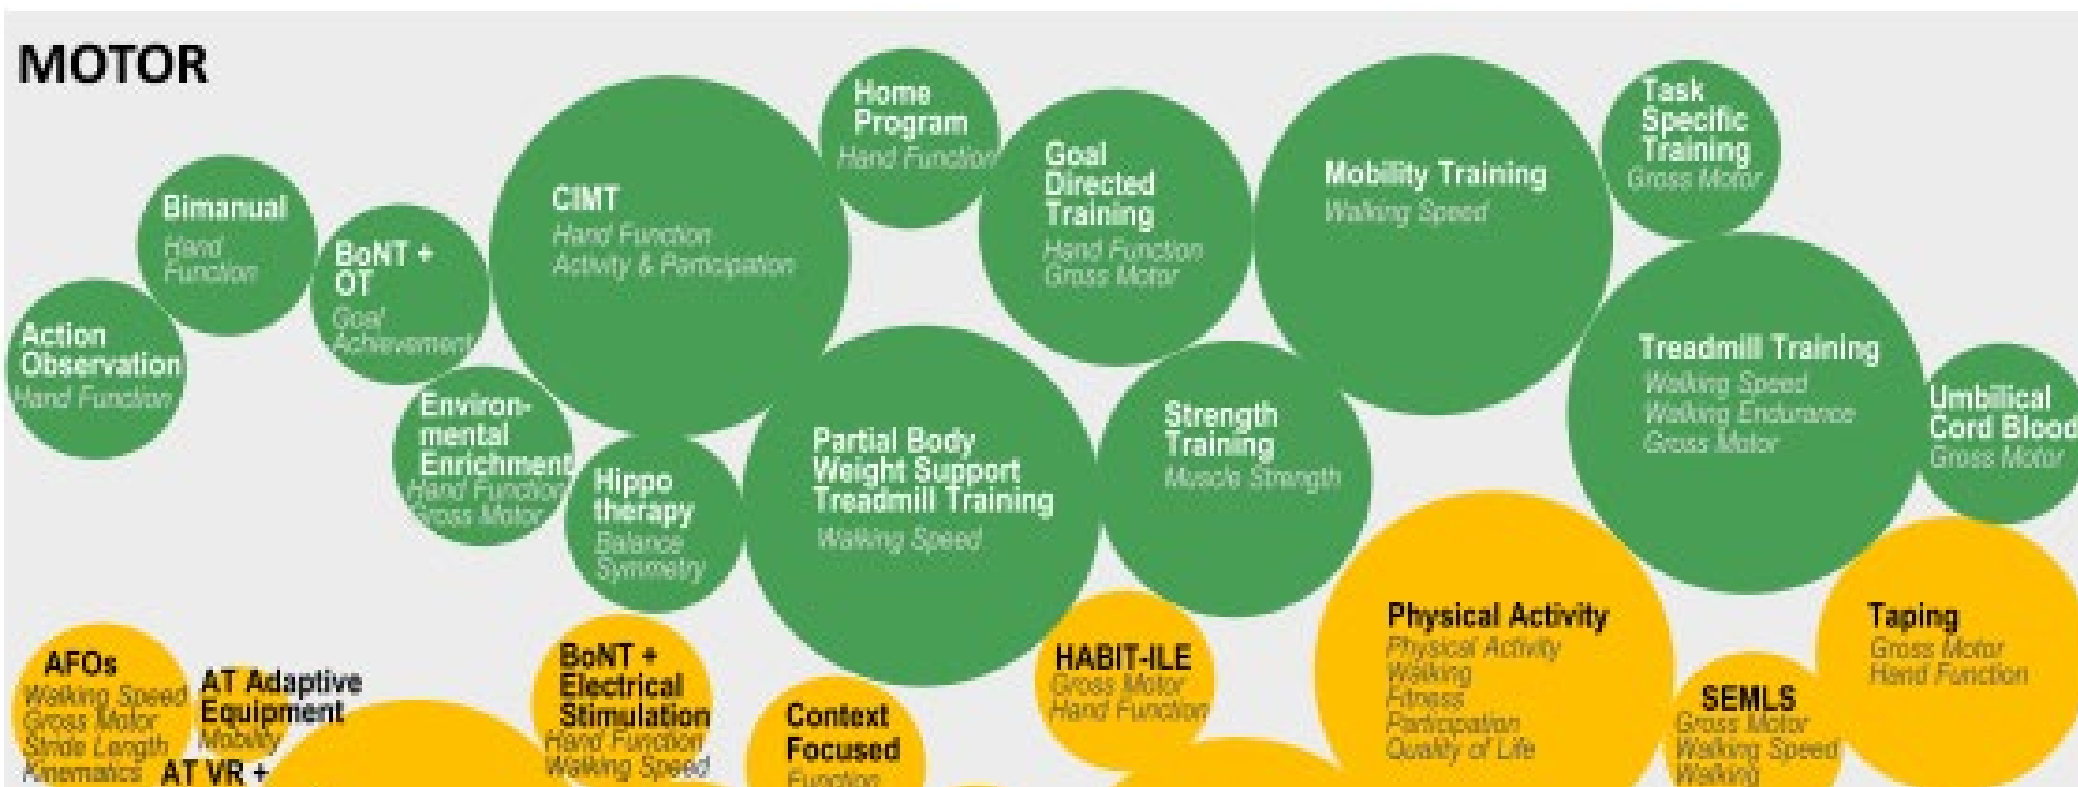 MOTOR
Home
Program
Hand Function
Task
Specific
Training
Gross Motor
Goal
Directed
Training
Hand Function
Gross Motor
Mobility Training
Walking Speed
CIMT
Hand Function
Activity & Participation
Bimanual
Hand
Function
BoNT +
OT
Goal
Achievement
Action
Observation
Hand Function
Environ-
mental
Enrichment
Hand Function
Gross Motor
Hippo
therapy
Balance
Symmetry
Partial Body
Weight Support
Treadmill Training
Walking Speed
Strength
Training
Muscle Strength
Treadmill Training
Walking Speed
Walking Endurance
Gross Motor
Umbilical
Cord Blood
Gross Motor
AFOs
Walking Speed
Gross Motor
Stride Length
Kinematics
AT Adaptive
Equipment
Mobility
AT VR +
BoNT +
Electrical
Stimulation
Hand Function
Walking Speed
Context
Focused
Function
HABIT-ILE
Gross Motor
Hand Function
Physical Activity
Physical Activity
Walking
Fitness
Participation
Quality of Life
SEMLS
Gross Motor
Walking Speed
Walking
Taping
Gross Motor
Hand Function